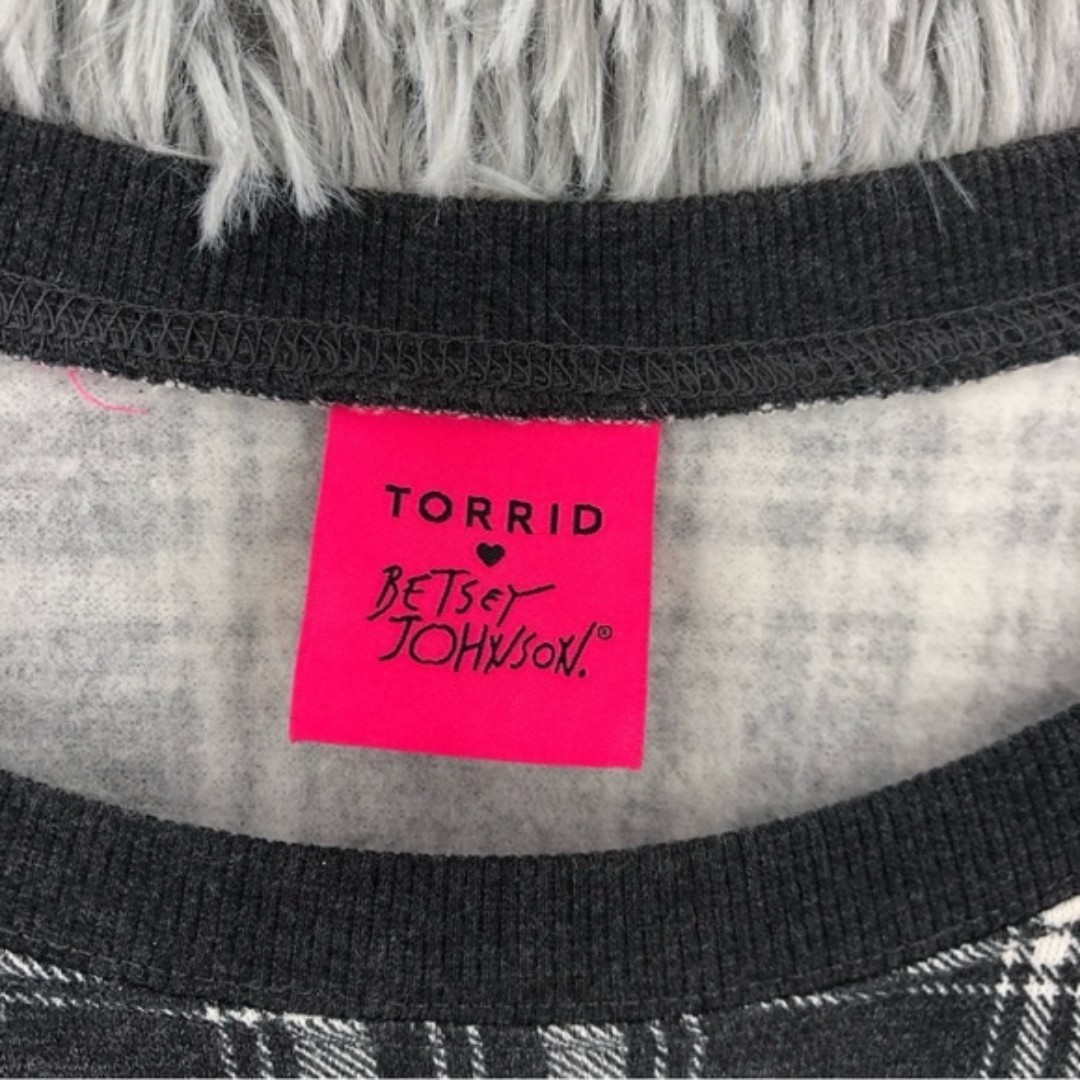 TORRID
♥
BETSEY
JOHNSON.®